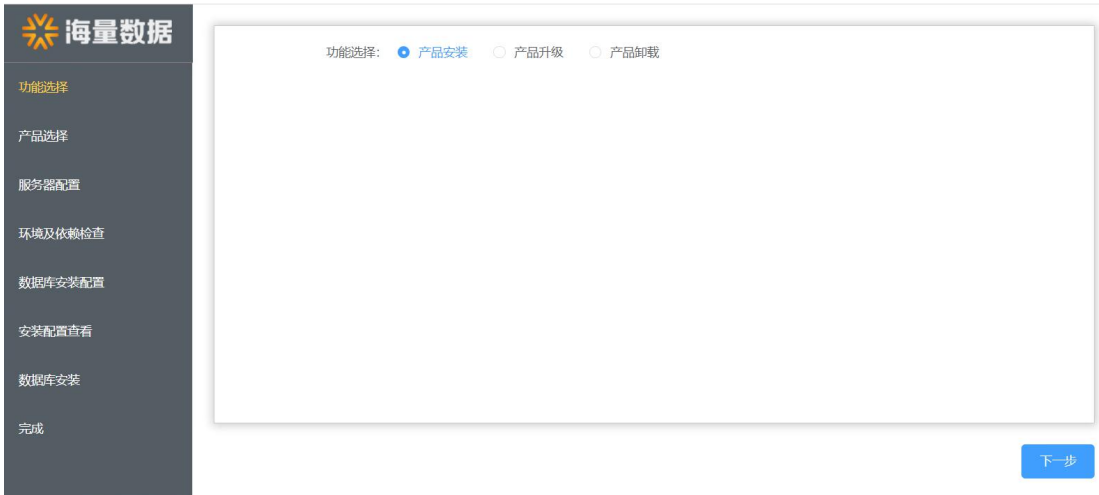 海量数据
功能选择
产品选择
服务器配置
环境及依赖检查
数据库安装配置
安装配置查看
数据库安装
完成
功能选择: 产品安装 产品升级 产品卸载
下一步